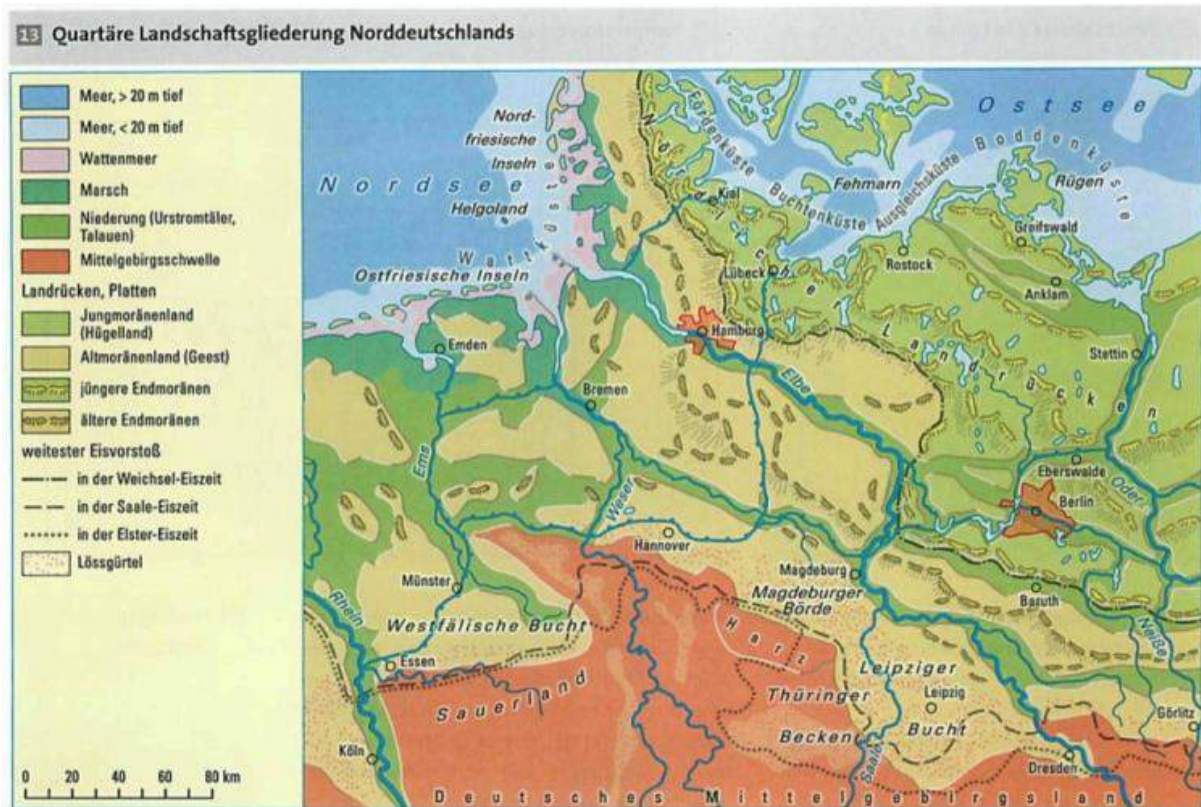 13 Quartäre Landschaftsgliederung Norddeutschlands
Meer, > 20 m tief
Meer, < 20 m tief
Wattenmeer
Marsch
Niederung (Urstromtäler,
Talauen)
Mittelgebirgsschwelle
Landrücken, Platten
Jungmoränenland
(Hügelland)
Altmoränenland (Geest)
jüngere Endmoränen
ältere Endmoränen
weitester Eisvorstoß
in der Weichsel-Eiszeit
in der Saale-Eiszeit
in der Elster-Eiszeit
Lössgürtel
0 20 40 60 80 km
Nordsee
Ostsee
Nord-
friesische
Inseln
Helgoland
Wattküste
Ostfriesische Inseln
Fördenküste
Buchtenküste
Ausgleichsküste
Boddenküste
Fehmarn
Rügen
Kiel
Greifswald
Lübeck
Rostock
Anklam
Nördlicher Landrücken
Hamburg
Stettin
Emden
Elbe
Bremen
Ems
Eberswalde
Oder
Berlin
Weser
Hannover
Magdeburg
Magdeburger
Börde
Baruth
Neiße
Münster
Rhein
Westfälische Bucht
Essen
Harz
Sauerland
Leipziger
Thüringer
Leipzig
Becken
Bucht
Görlitz
Köln
Saale
Dresden
Deutsches Mittelgebirgsland